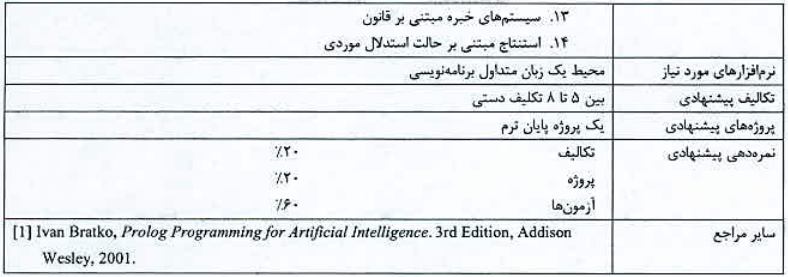 ۱۳. سیستم‌های خبره مبتنی بر قانون
۱۴. استنتاج مبتنی بر حالت استدلال موردی
نرم‌افزارهای مورد نیاز محیط یک زبان متداول برنامه‌نویسی
تکالیف پیشنهادی بین ۵ تا ۸ تکلیف دستی
پروژه‌های پیشنهادی یک پروژه پایان ترم
نمره‌دهی پیشنهادی تکالیف ۲۰٪
پروژه ۲۰٪
آزمون‌ها ۶۰٪
سایر مراجع [1] Ivan Bratko, Prolog Programming for Artificial Intelligence. 3rd Edition, Addison
Wesley, 2001.